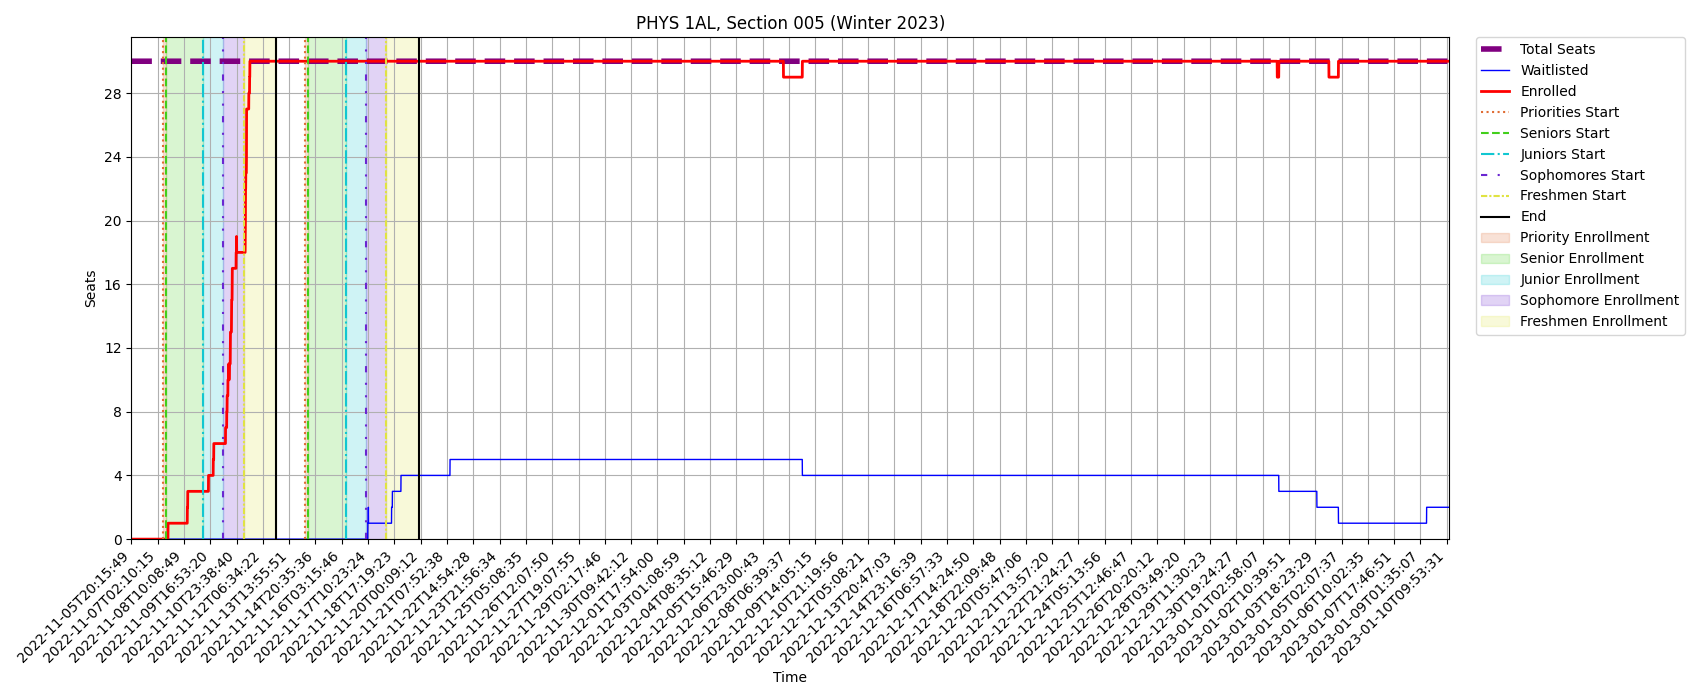 PHYS 1AL, Section 005 (Winter 2023)
Total Seats
Waitlisted
Enrolled
Priorities Start
Seniors Start
Juniors Start
Sophomores Start
Freshmen Start
End
Priority Enrollment
Senior Enrollment
Junior Enrollment
Sophomore Enrollment
Freshmen Enrollment
Seats
28
24
20
16
12
8
4
0
2022-11-05T20:15:49
2022-11-07T02:10:15
2022-11-08T10:08:49
2022-11-09T16:53:20
2022-11-10T23:38:40
2022-11-12T06:34:22
2022-11-13T13:55:51
2022-11-14T20:35:36
2022-11-16T03:15:46
2022-11-17T10:23:24
2022-11-18T17:19:23
2022-11-20T00:09:12
2022-11-21T07:52:38
2022-11-22T14:54:28
2022-11-23T21:56:34
2022-11-25T05:08:35
2022-11-26T12:07:50
2022-11-27T19:07:55
2022-11-29T02:17:46
2022-11-30T09:42:12
2022-12-01T17:54:00
2022-12-03T01:08:59
2022-12-04T08:35:12
2022-12-05T15:46:29
2022-12-06T23:00:43
2022-12-08T06:39:37
2022-12-09T14:05:15
2022-12-10T21:19:56
2022-12-12T05:08:21
2022-12-13T20:47:03
2022-12-14T23:16:39
2022-12-16T06:57:33
2022-12-17T14:24:50
2022-12-18T22:09:48
2022-12-20T05:47:06
2022-12-21T13:57:20
2022-12-22T21:24:27
2022-12-24T05:13:56
2022-12-25T12:46:47
2022-12-26T20:20:12
2022-12-28T03:49:20
2022-12-29T11:30:23
2022-12-30T19:24:27
2023-01-01T02:58:07
2023-01-02T10:39:51
2023-01-03T18:23:29
2023-01-05T02:07:37
2023-01-06T10:02:35
2023-01-07T17:46:51
2023-01-09T01:35:07
2023-01-10T09:53:31
Time